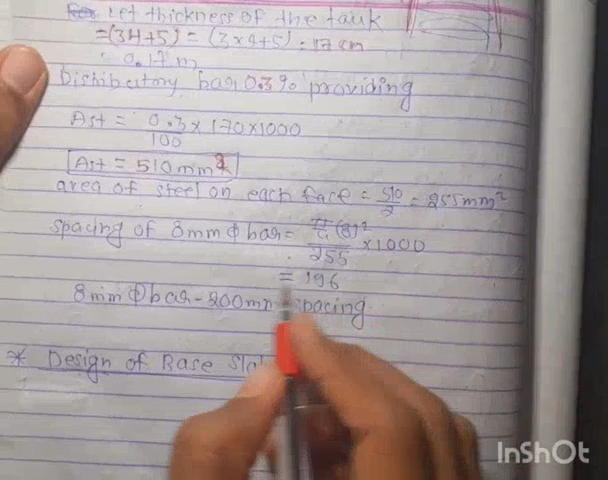 Let thickness of the tank
= (3H+5) = (3x4+5) = 17 cm
0.17 m
Distributory bar 0.3% providing
Ast = 0.3 x 170 x 1000
100
Ast = 510 mm²
area of steel on each face = 510/2 = 255 mm²
spacing of 8mm ϕ bar = π/4 (8)² x 1000
255
= 196
8mm ϕ bar - 200mm spacing
* Design of Base Slab
InShOt